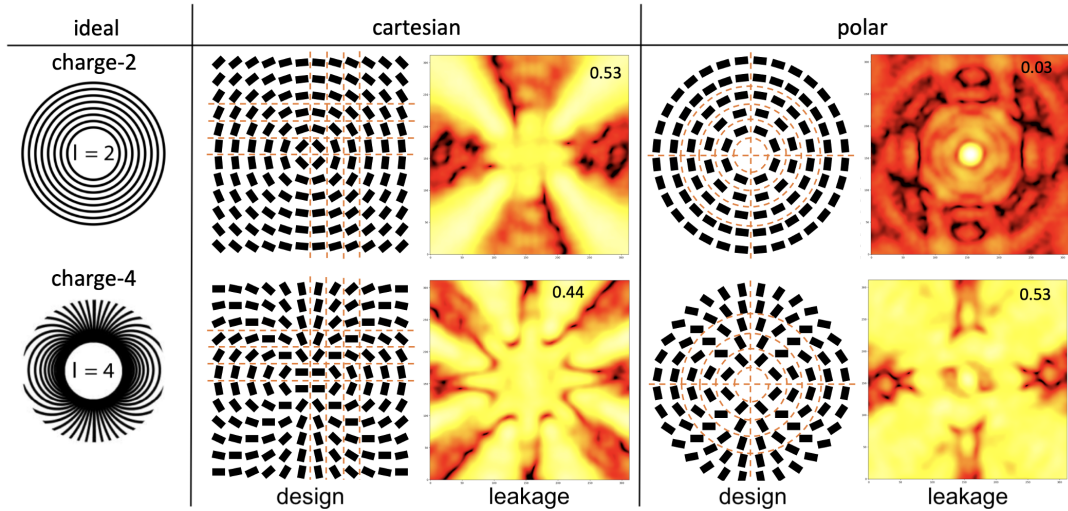 ideal
cartesian
polar
charge-2
l = 2
0.53
0.03
charge-4
l = 4
0.44
0.53
design
leakage
design
leakage